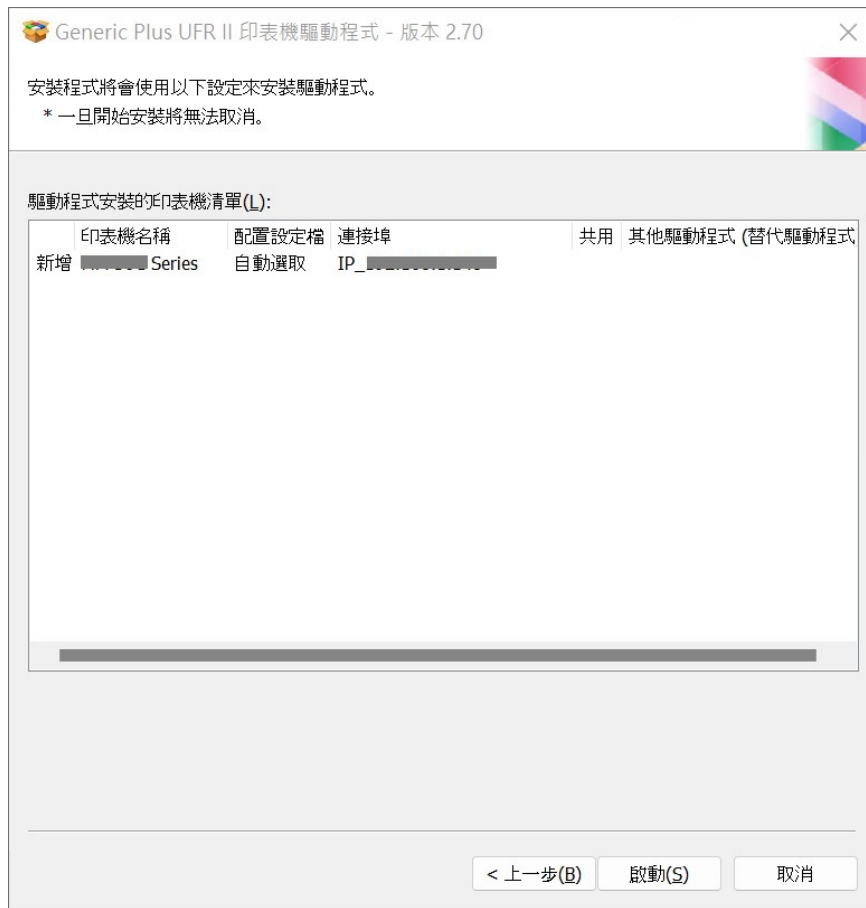 Generic Plus UFR II 印表機驅動程式 - 版本 2.70
安裝程式將會使用以下設定來安裝驅動程式。
* 一旦開始安裝將無法取消。
驅動程式安裝的印表機清單(L):
印表機名稱 配置設定檔 連接埠 共用 其他驅動程式 (替代驅動程式
新增 Series 自動選取 IP_
< 上一步(B) 啟動(S) 取消